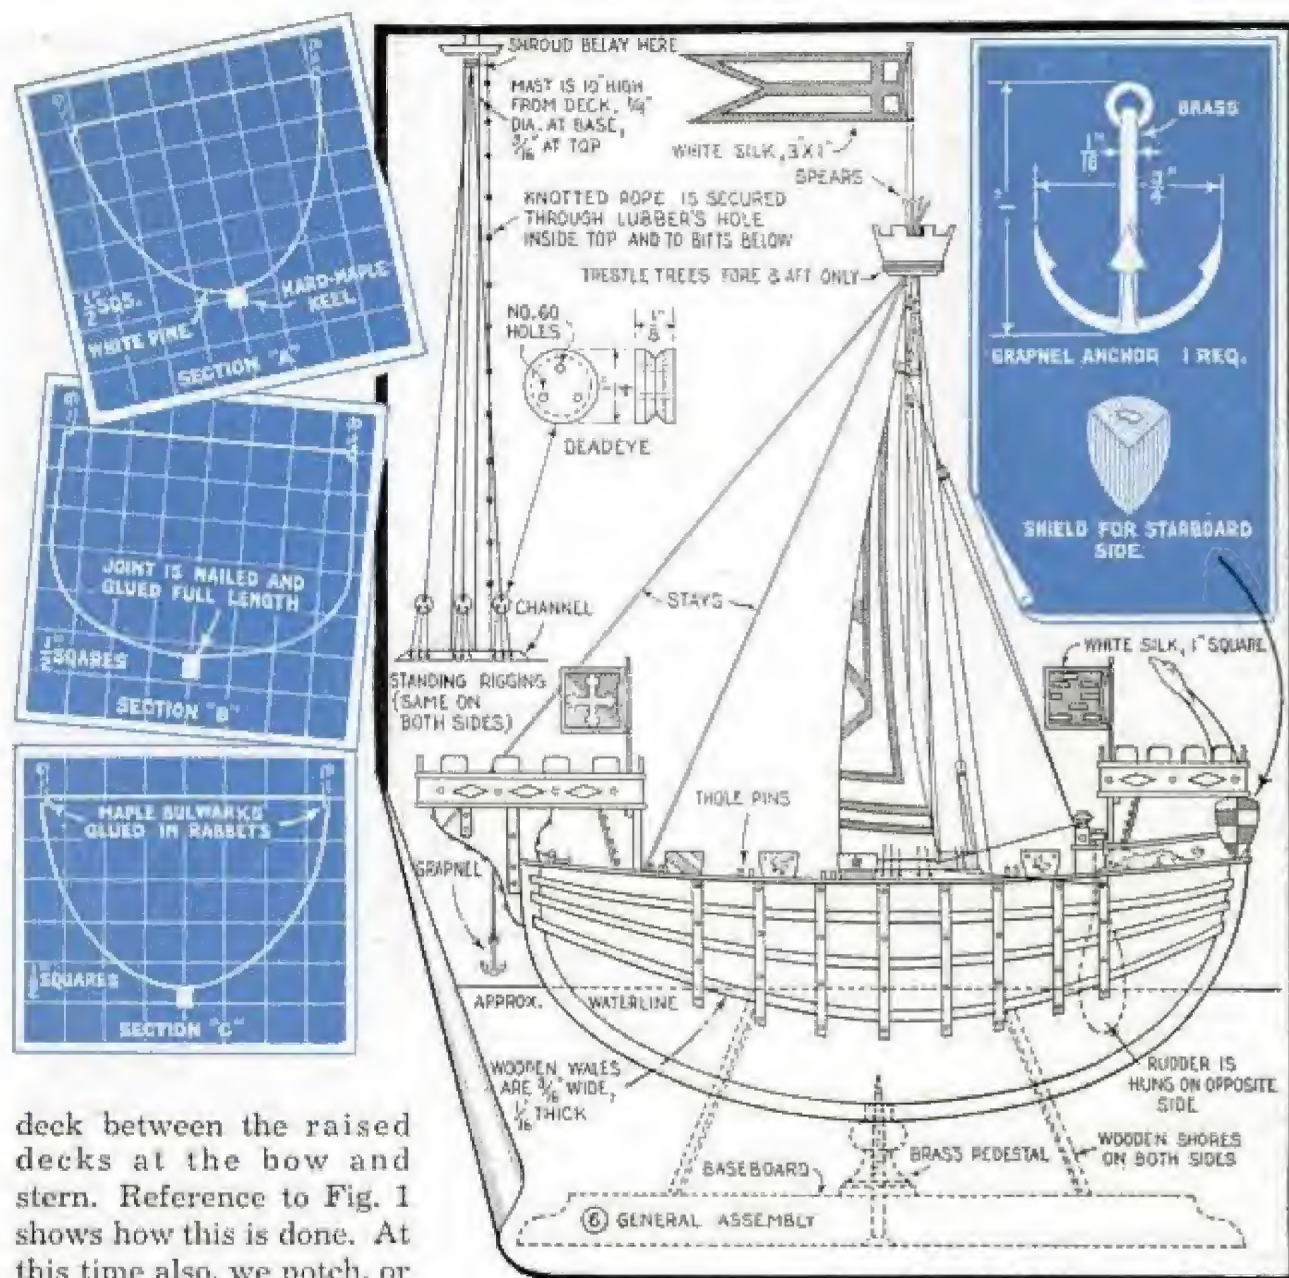 ½" SQS.
WHITE PINE
HARD-MAPLE
KEEL
SECTION "A"
JOINT IS NAILED AND
GLUED FULL LENGTH
½" SQARES
SECTION "B"
MAPLE BULWARKS
GLUED IN RABBETS
SQUARES
SECTION "C"
deck between the raised
decks at the bow and
stern. Reference to Fig. 1
shows how this is done. At
this time also, we notch, or
SHROUD BELAY HERE
MAST IS 10" HIGH
FROM DECK, ¼"
DIA. AT BASE,
3/16" AT TOP
WHITE SILK, 3"X1"
SPEARS
KNOTTED ROPE IS SECURED
THROUGH LUBBER'S HOLE
INSIDE TOP AND TO BITTS BELOW
TRESTLE TREES FORE & AFT ONLY
NO. 60
HOLES
1/8"
DEADEYE
STAYS
CHANNEL
STANDING RIGGING
(SAME ON
BOTH SIDES)
BRASS
1/16"
3/4"
GRAPNEL ANCHOR 1 REQ.
SHIELD FOR STARBOARD
SIDE
WHITE SILK, 1" SQUARE
THOLE PINS
GRAPNEL
APPROX. WATERLINE
WOODEN WALES
ARE 3/16" WIDE,
1/16" THICK
RUDDER IS
HUNG ON OPPOSITE
SIDE
BASEBOARD
BRASS PEDESTAL
WOODEN SHORES
ON BOTH SIDES
6 GENERAL ASSEMBLY